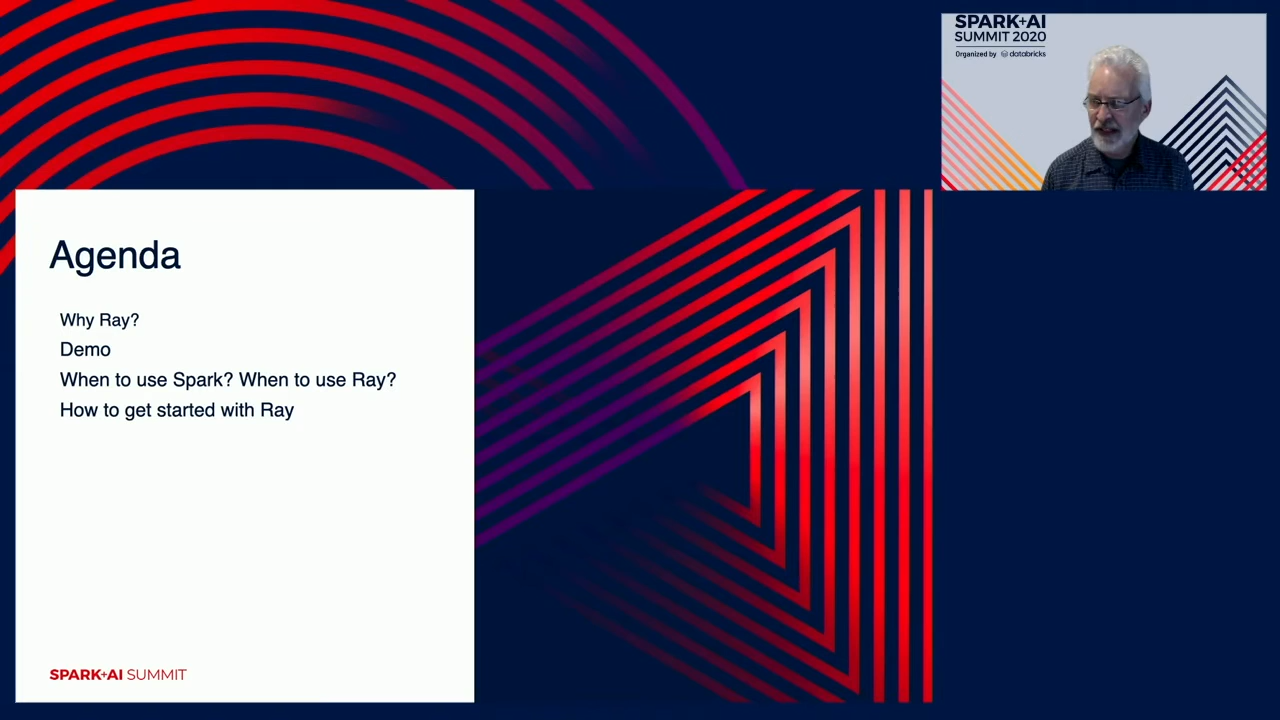 SPARK+AI
SUMMIT 2020
Organized by databricks
Agenda
Why Ray?
Demo
When to use Spark? When to use Ray?
How to get started with Ray
SPARK+AI SUMMIT